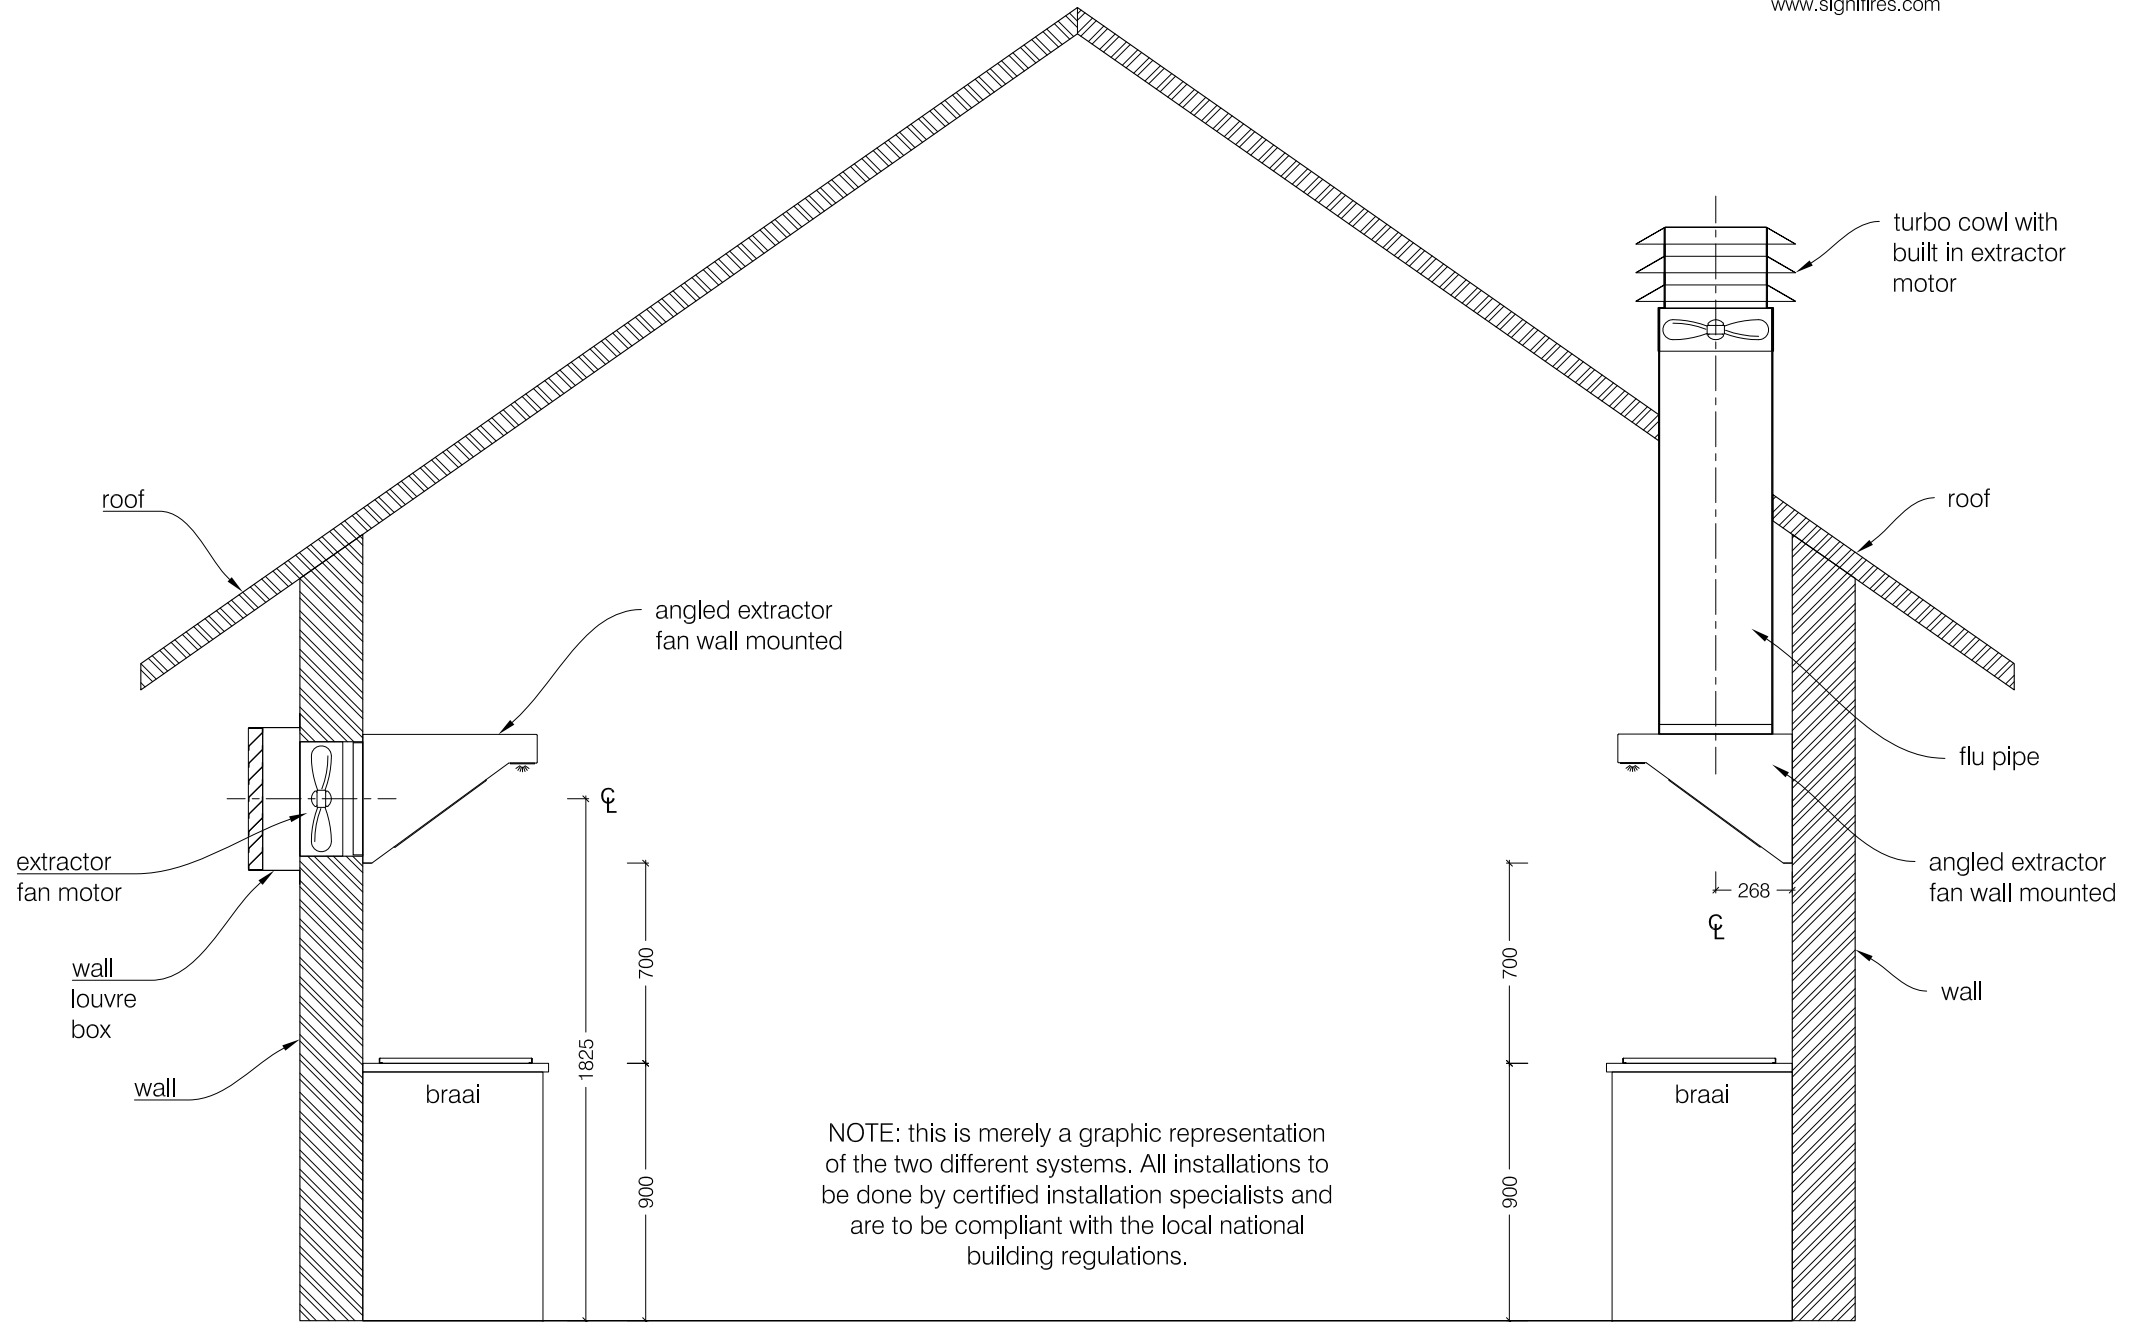 www.signifires.com
turbo cowl with
built in extractor
motor
roof
roof
angled extractor
fan wall mounted
flu pipe
℄
extractor
fan motor
angled extractor
fan wall mounted
268
℄
wall
louvre
box
700
700
wall
1825
wall
braai
braai
NOTE: this is merely a graphic representation
of the two different systems. All installations to
be done by certified installation specialists and
are to be compliant with the local national
building regulations.
900
900